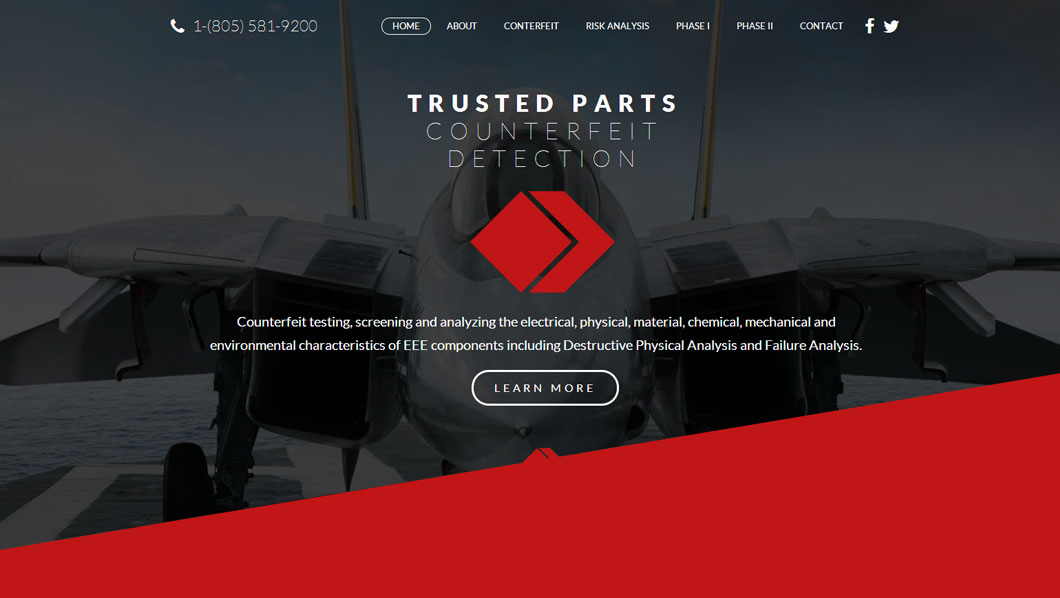 1-(805) 581-9200
HOME ABOUT CONTERFEIT RISK ANALYSIS PHASE I PHASE II CONTACT
TRUSTED PARTS
COUNTERFEIT
DETECTION
Counterfeit testing, screening and analyzing the electrical, physical, material, chemical, mechanical and
environmental characteristics of EEE components including Destructive Physical Analysis and Failure Analysis.
LEARN MORE